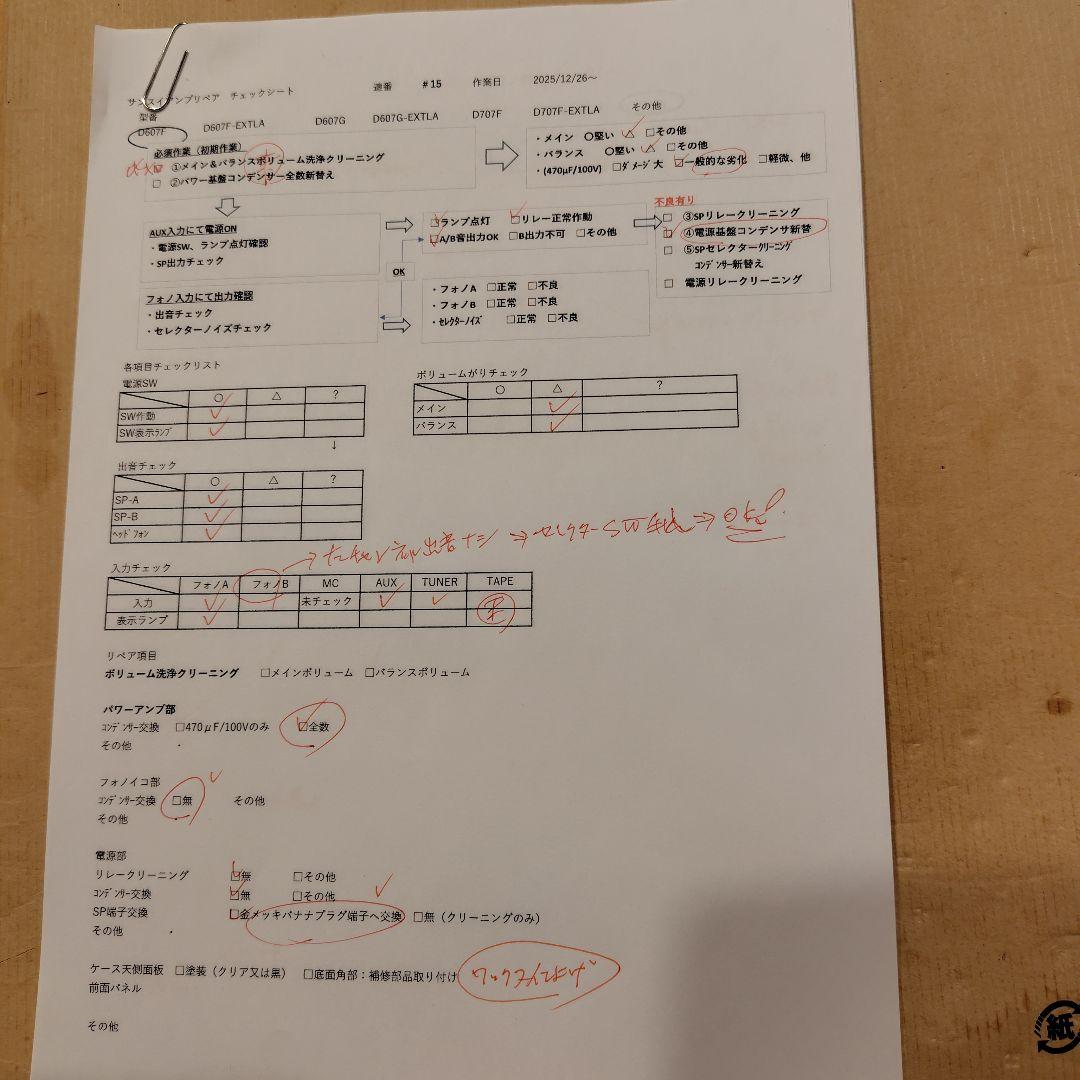 サンスイアンプリペア チェックシート 連番 #15 作業日 2025/12/26～
型番
D607F D607F-EXTLA D607G D607G-EXTLA D707F D707F-EXTLA その他
必須作業（初期作業）
□ ①メイン＆バランスボリューム洗浄クリーニング
□ ②パワー基盤コンデンサー全数新替え
・メイン 〇堅い △ □その他
・バランス 〇堅い △ □その他
・(470μF/100V) □ダメージ大 □一般的な劣化 □軽微、他
AUX入力にて電源ON
・電源SW、ランプ点灯確認
・SP出力チェック
□ランプ点灯 □リレー正常作動
□A/B音出力OK □B出力不可 □その他
不良有り
□ ③SPリレークリーニング
□ ④電源基盤コンデンサ新替
□ ⑤SPセレクタークリーニング
コンデンサー新替え
□ 電源リレークリーニング
OK
フォノ入力にて出力確認
・出音チェック
・セレクターノイズチェック
・フォノA □正常 □不良
・フォノB □正常 □不良
・セレクターノイズ □正常 □不良
各項目チェックリスト
電源SW
〇 △ ?
SW作動 ✓
SW表示ランプ ✓
↓
ボリュームがりチェック
〇 △ ?
メイン ✓
バランス ✓
出音チェック
〇 △ ?
SP-A ✓
SP-B ✓
ヘッドフォン ✓
入力チェック
フォノA フォノB MC AUX TUNER TAPE
入力 ✓ 未チェック ✓ ✓
表示ランプ ✓
リペア項目
ボリューム洗浄クリーニング □メインボリューム □バランスボリューム
パワーアンプ部
コンデンサー交換 □470μF/100Vのみ □全数
その他 ・
フォノイコ部
コンデンサー交換 □無 その他
その他 ・
電源部
リレークリーニング □無 □その他
コンデンサー交換 □無 □その他
SP端子交換 □金メッキバナナプラグ端子へ交換 □無（クリーニングのみ）
その他 ・
ケース天側面板 □塗装（クリア又は黒） □底面角部：補修部品取り付け ワックス仕上げ
前面パネル
その他
紙